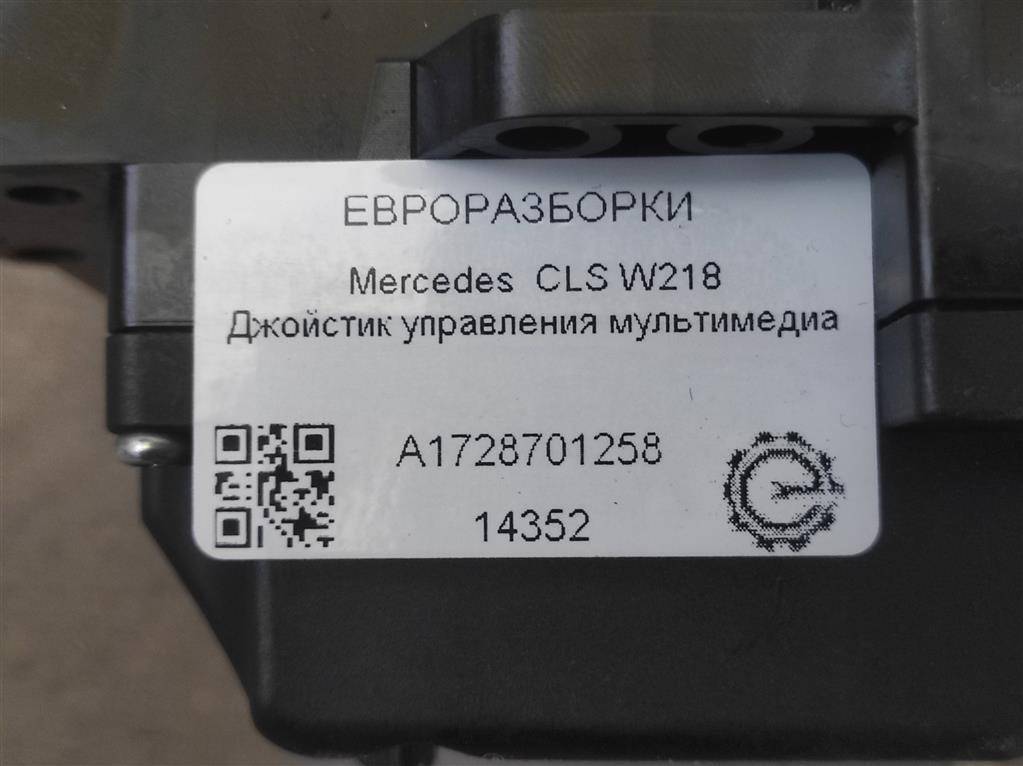 ЕВРОРАЗБОРКИ
Mercedes CLS W218
Джойстик управления мультимедиа
A1728701258
14352